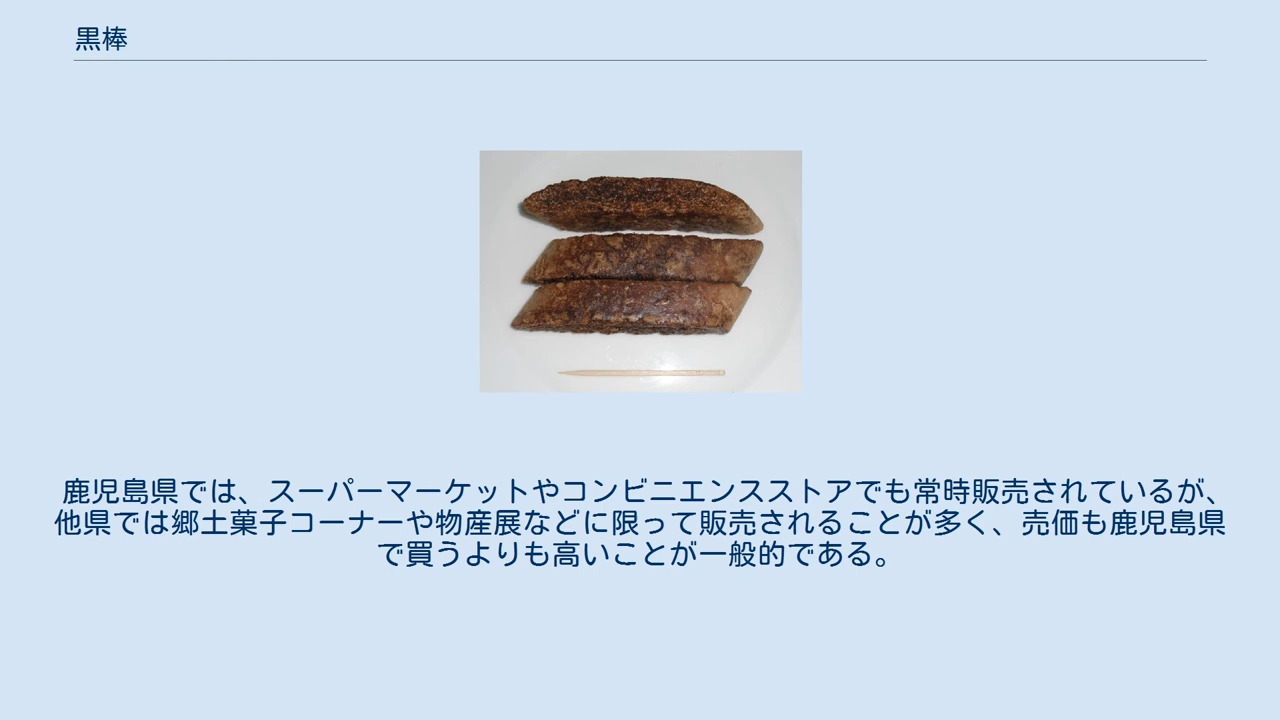 黒棒
鹿児島県では、スーパーマーケットやコンビニエンスストアでも常時販売されているが、
他県では郷土菓子コーナーや物産展などに限って販売されることが多く、売価も鹿児島県
で買うよりも高いことが一般的である。